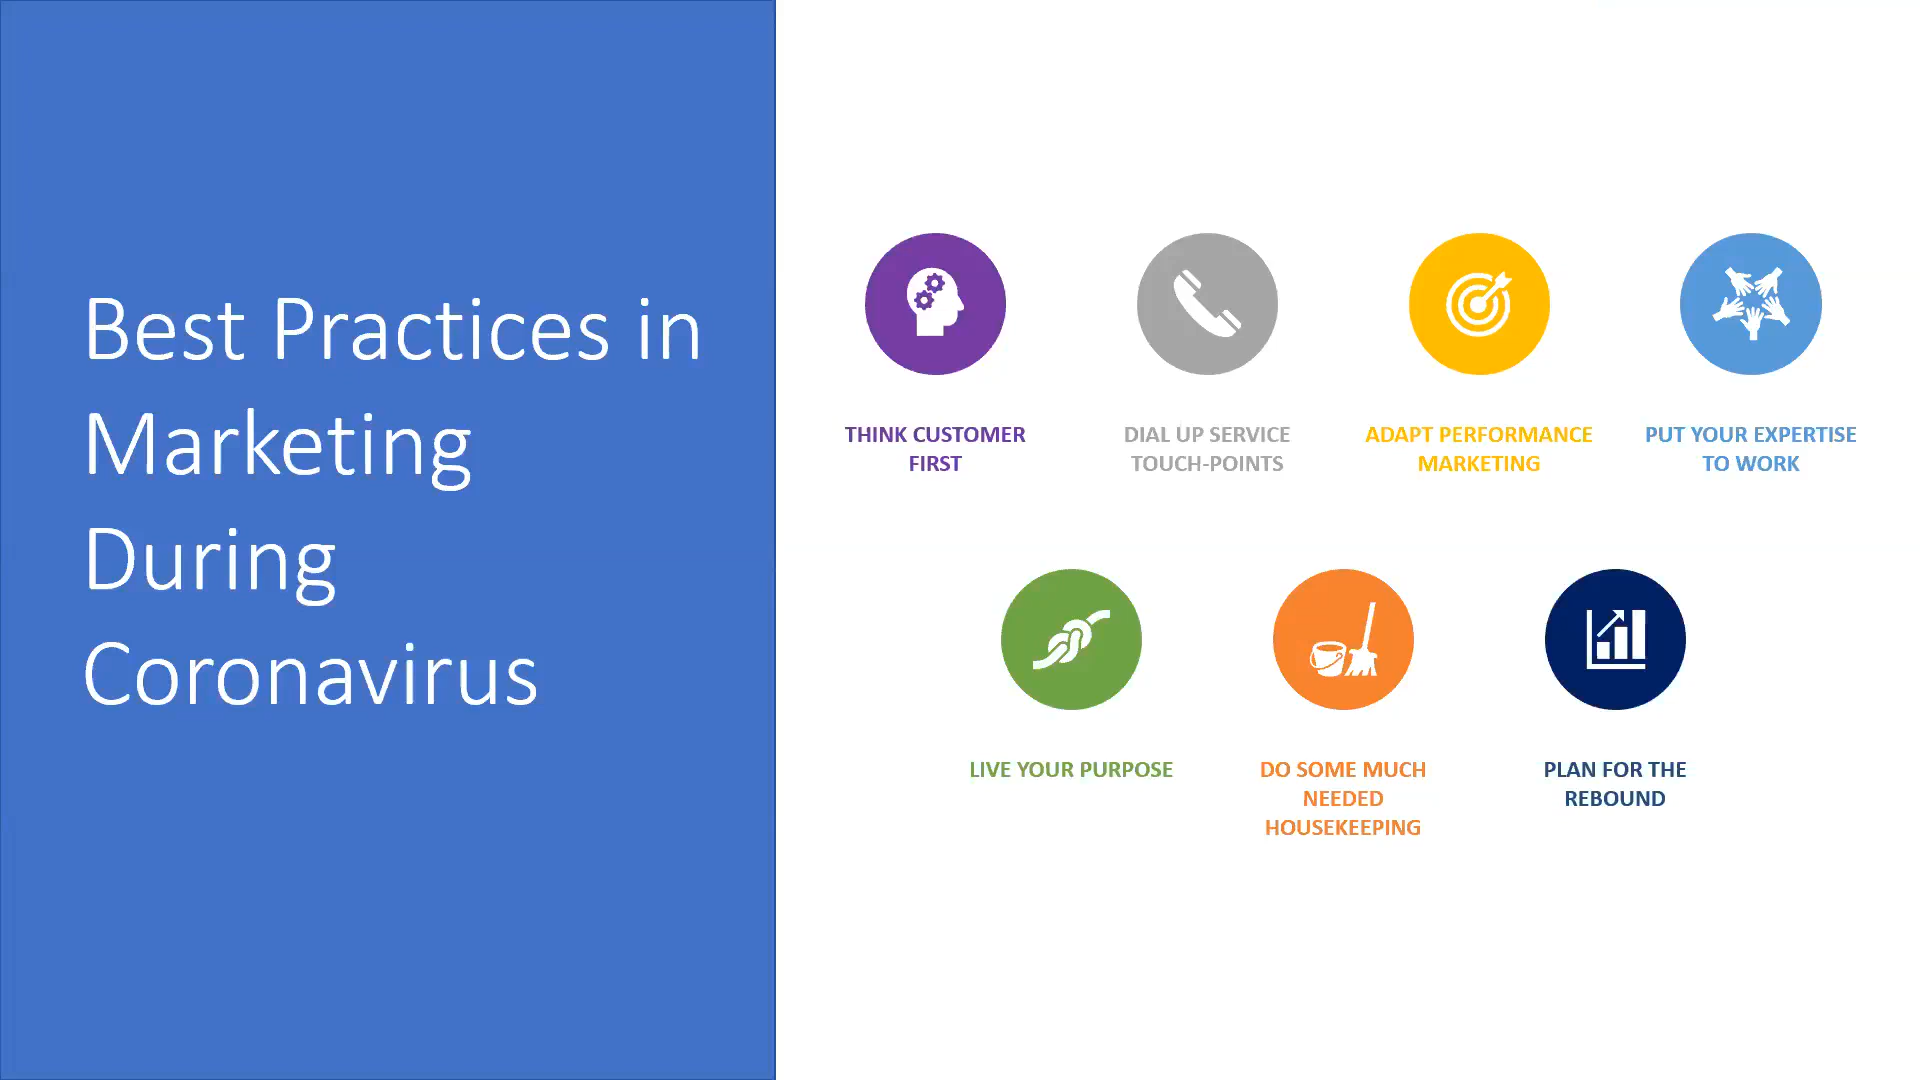 Best Practices in
Marketing
During
Coronavirus
THINK CUSTOMER
FIRST
DIAL UP SERVICE
TOUCH-POINTS
ADAPT PERFORMANCE
MARKETING
PUT YOUR EXPERTISE
TO WORK
LIVE YOUR PURPOSE
DO SOME MUCH
NEEDED
HOUSEKEEPING
PLAN FOR THE
REBOUND